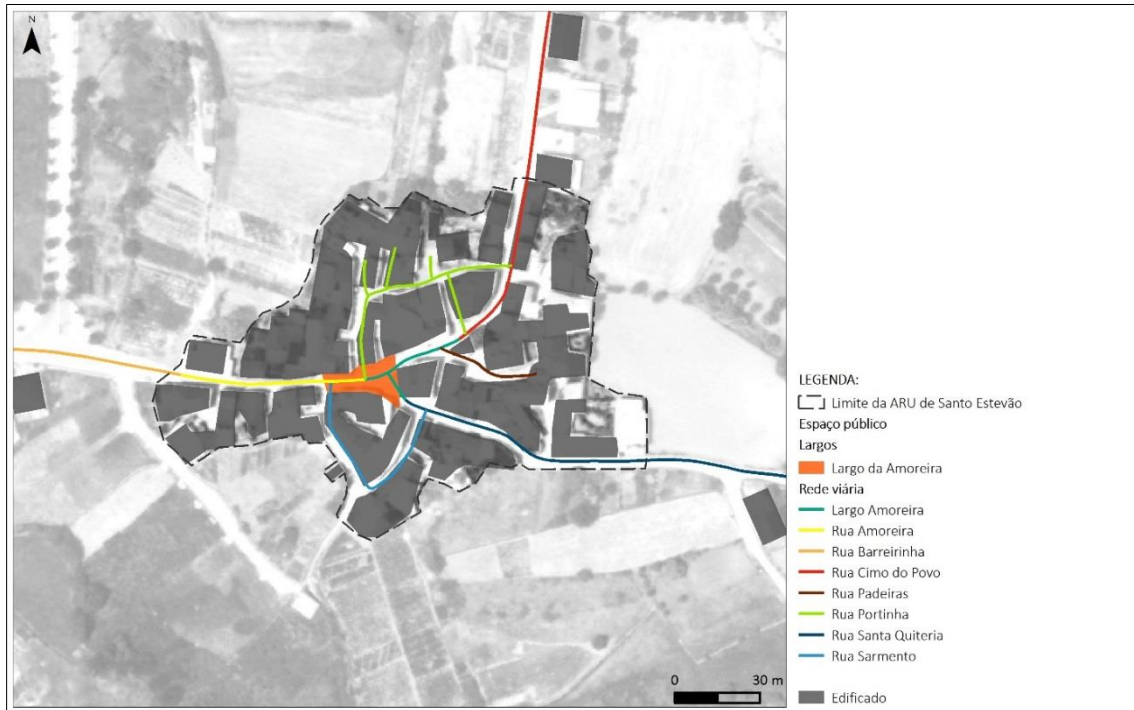 N
LEGENDA:
Limite da ARU de Santo Estevão
Espaço público
Largos
Largo da Amoreira
Rede viária
Largo Amoreira
Rua Amoreira
Rua Barreirinha
Rua Cimo do Povo
Rua Padeiras
Rua Portinha
Rua Santa Quiteria
Rua Sarmento
0 30 m
Edificado